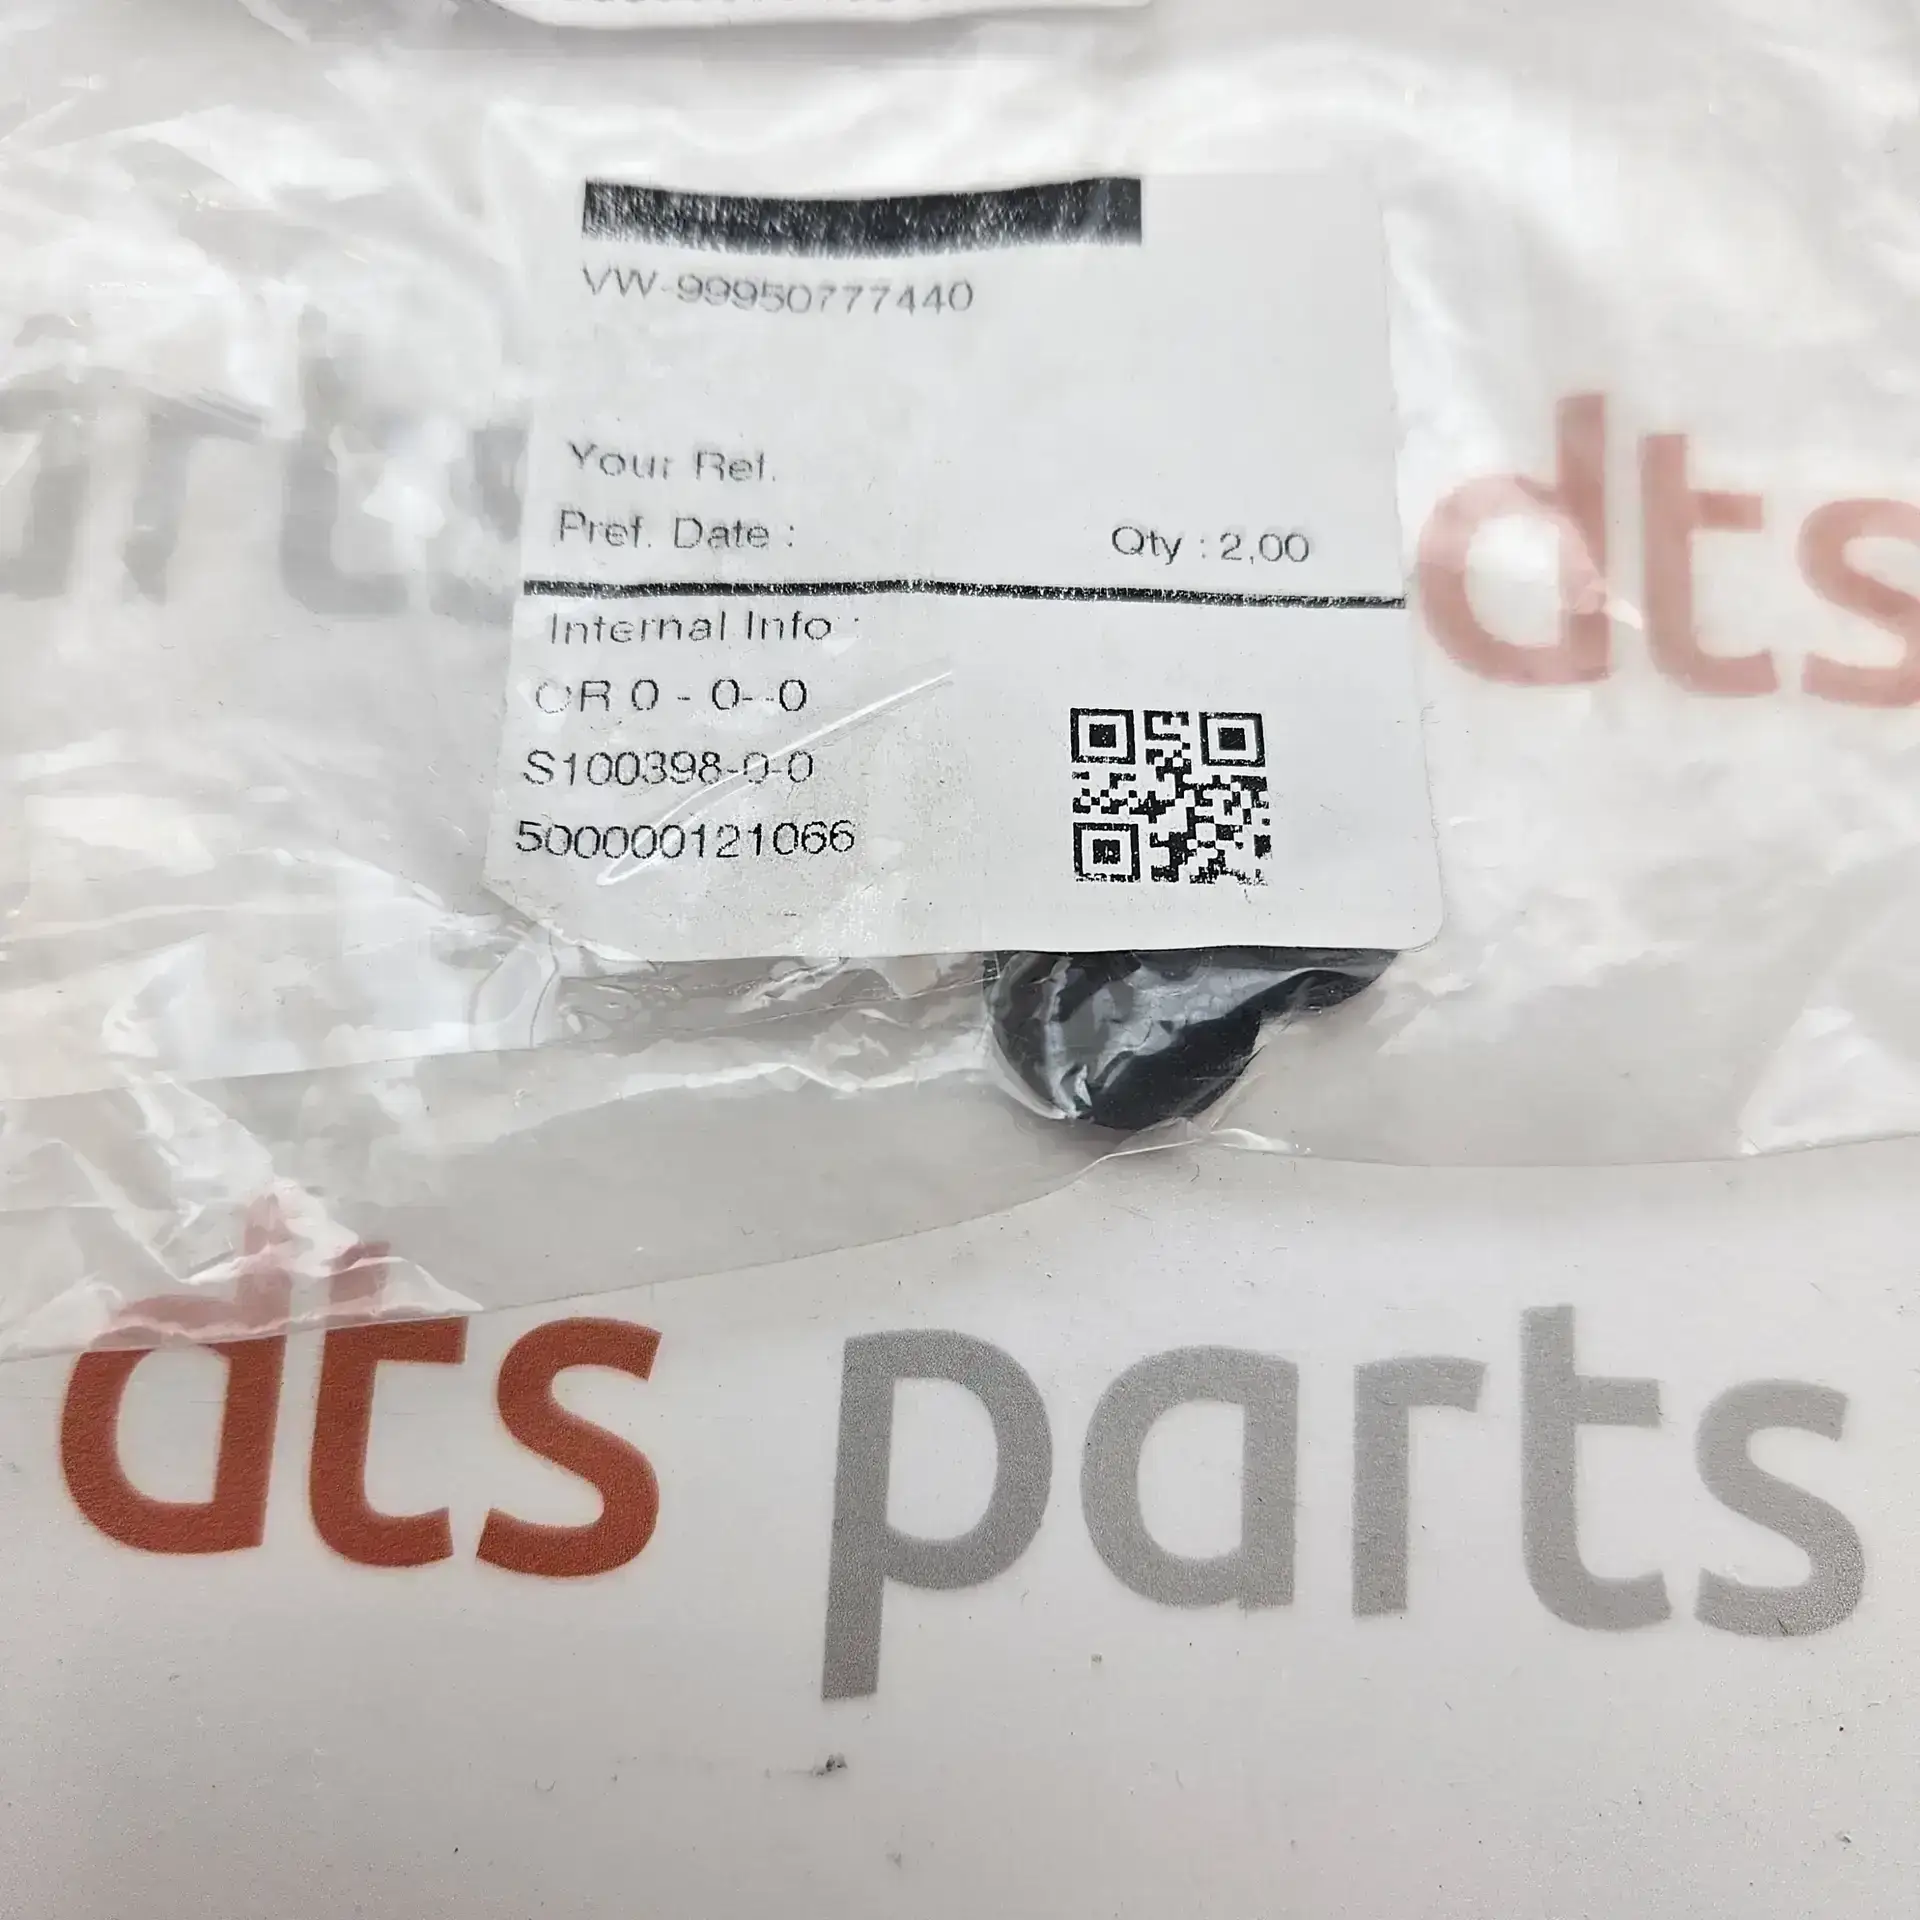 VW-99950777440
Your Ref.
Pref. Date :
Qty : 2,00
Internal Info :
OR 0 - 0--0
S100398-0-0
500000121066
dts
dts parts